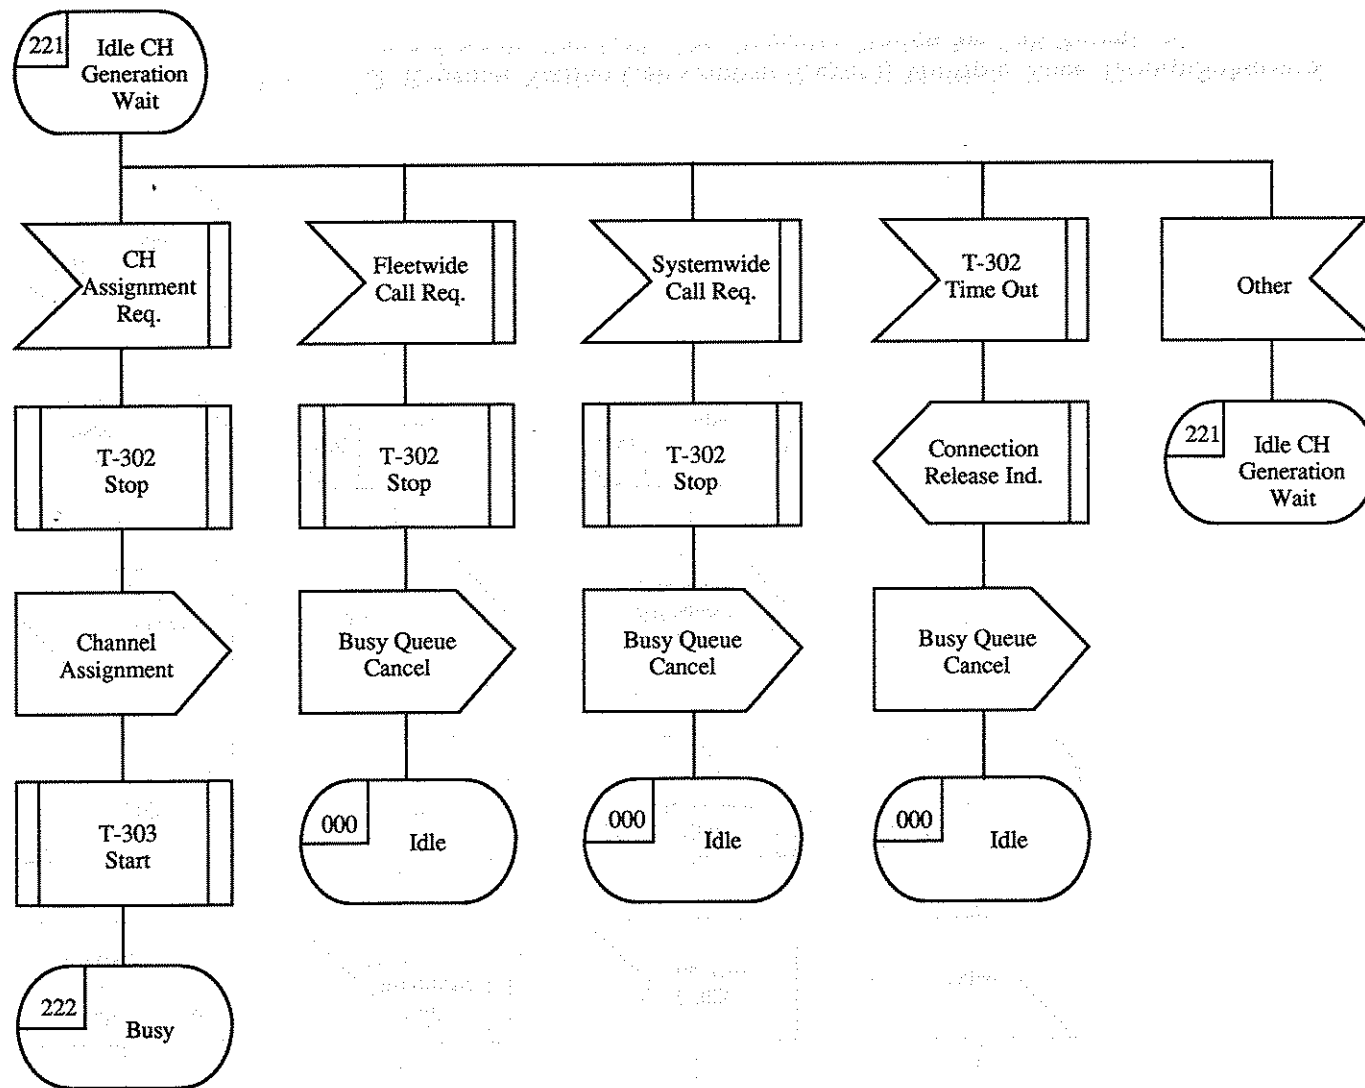 221
Idle CH
Generation
Wait
CH
Assignment
Req.
Fleetwide
Call Req.
Systemwide
Call Req.
T-302
Time Out
Other
T-302
Stop
T-302
Stop
T-302
Stop
Connection
Release Ind.
221
Idle CH
Generation
Wait
Channel
Assignment
Busy Queue
Cancel
Busy Queue
Cancel
Busy Queue
Cancel
T-303
Start
000
Idle
000
Idle
000
Idle
222
Busy